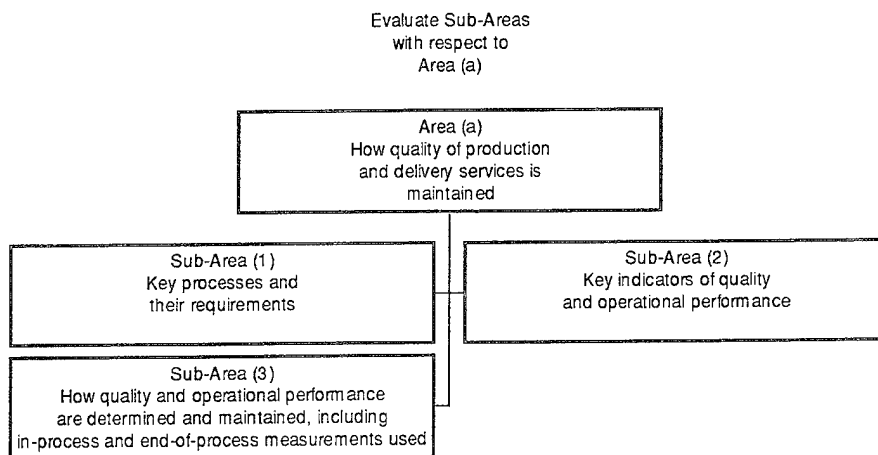 Evaluate Sub-Areas
with respect to
Area (a)
Area (a)
How quality of production
and delivery services is
maintained
Sub-Area (1)
Key processes and
their requirements
Sub-Area (2)
Key indicators of quality
and operational performance
Sub-Area (3)
How quality and operational performance
are determined and maintained, including
in-process and end-of-process measurements used